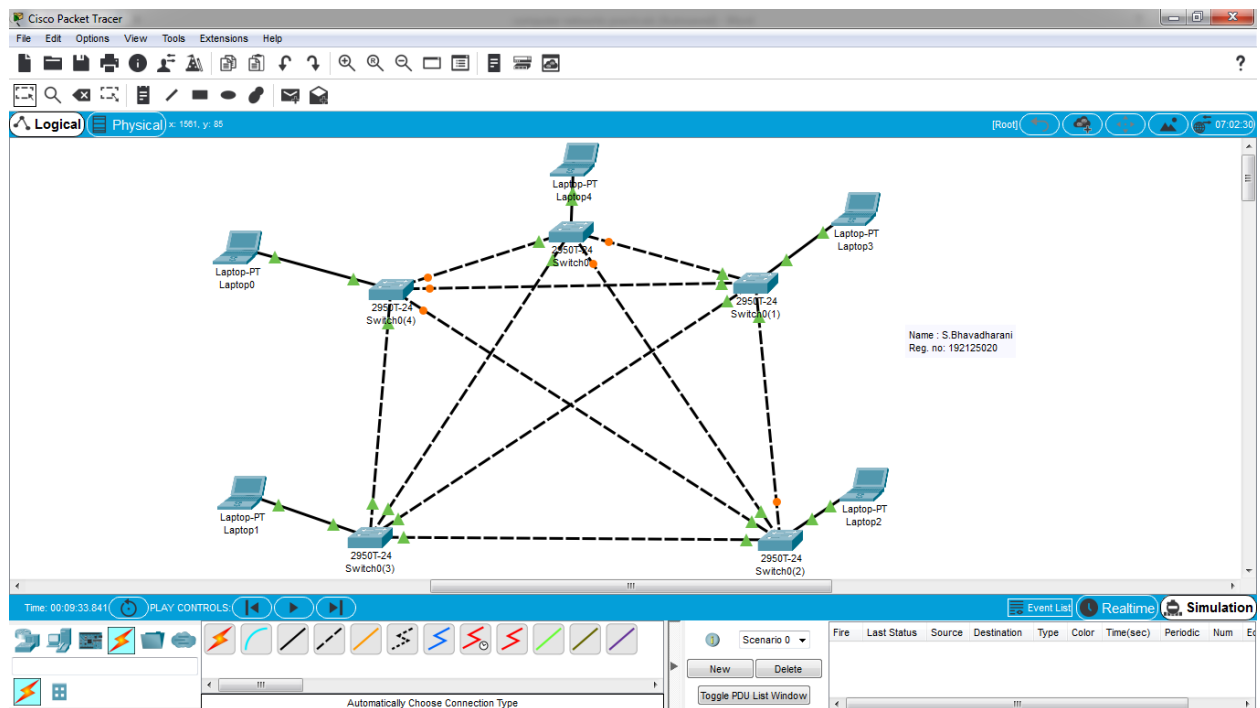 Cisco Packet Tracer
File Edit Options View Tools Extensions Help
?
Logical Physical x: 1561, y: 85 [Root] 07:02:30
Laptop-PT
Laptop4
Laptop-PT
Laptop3
2950T-24
Switch0
Laptop-PT
Laptop0
2950T-24
Switch0(4)
2950T-24
Switch0(1)
Name : S.Bhavadharani
Reg. no: 192125020
Laptop-PT
Laptop1
Laptop-PT
Laptop2
2950T-24
Switch0(3)
2950T-24
Switch0(2)
Time: 00:09:33.841 PLAY CONTROLS: Event List Realtime Simulation
Scenario 0
Fire Last Status Source Destination Type Color Time(sec) Periodic Num
New Delete
Toggle PDU List Window
Automatically Choose Connection Type